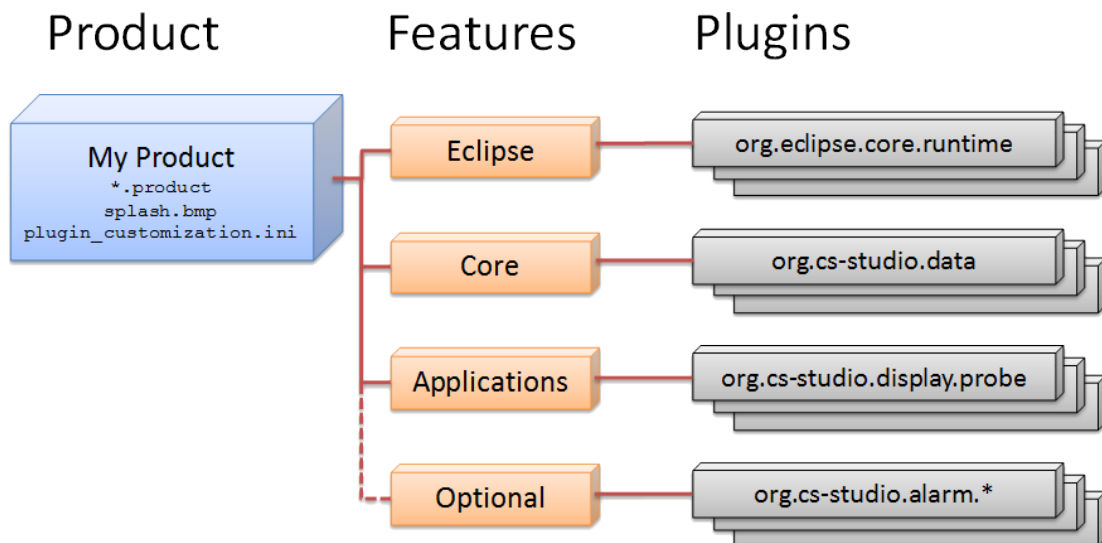 Product
Features
Plugins
My Product
*.product
splash.bmp
plugin_customization.ini
Eclipse
org.eclipse.core.runtime
Core
org.cs-studio.data
Applications
org.cs-studio.display.probe
Optional
org.cs-studio.alarm.*